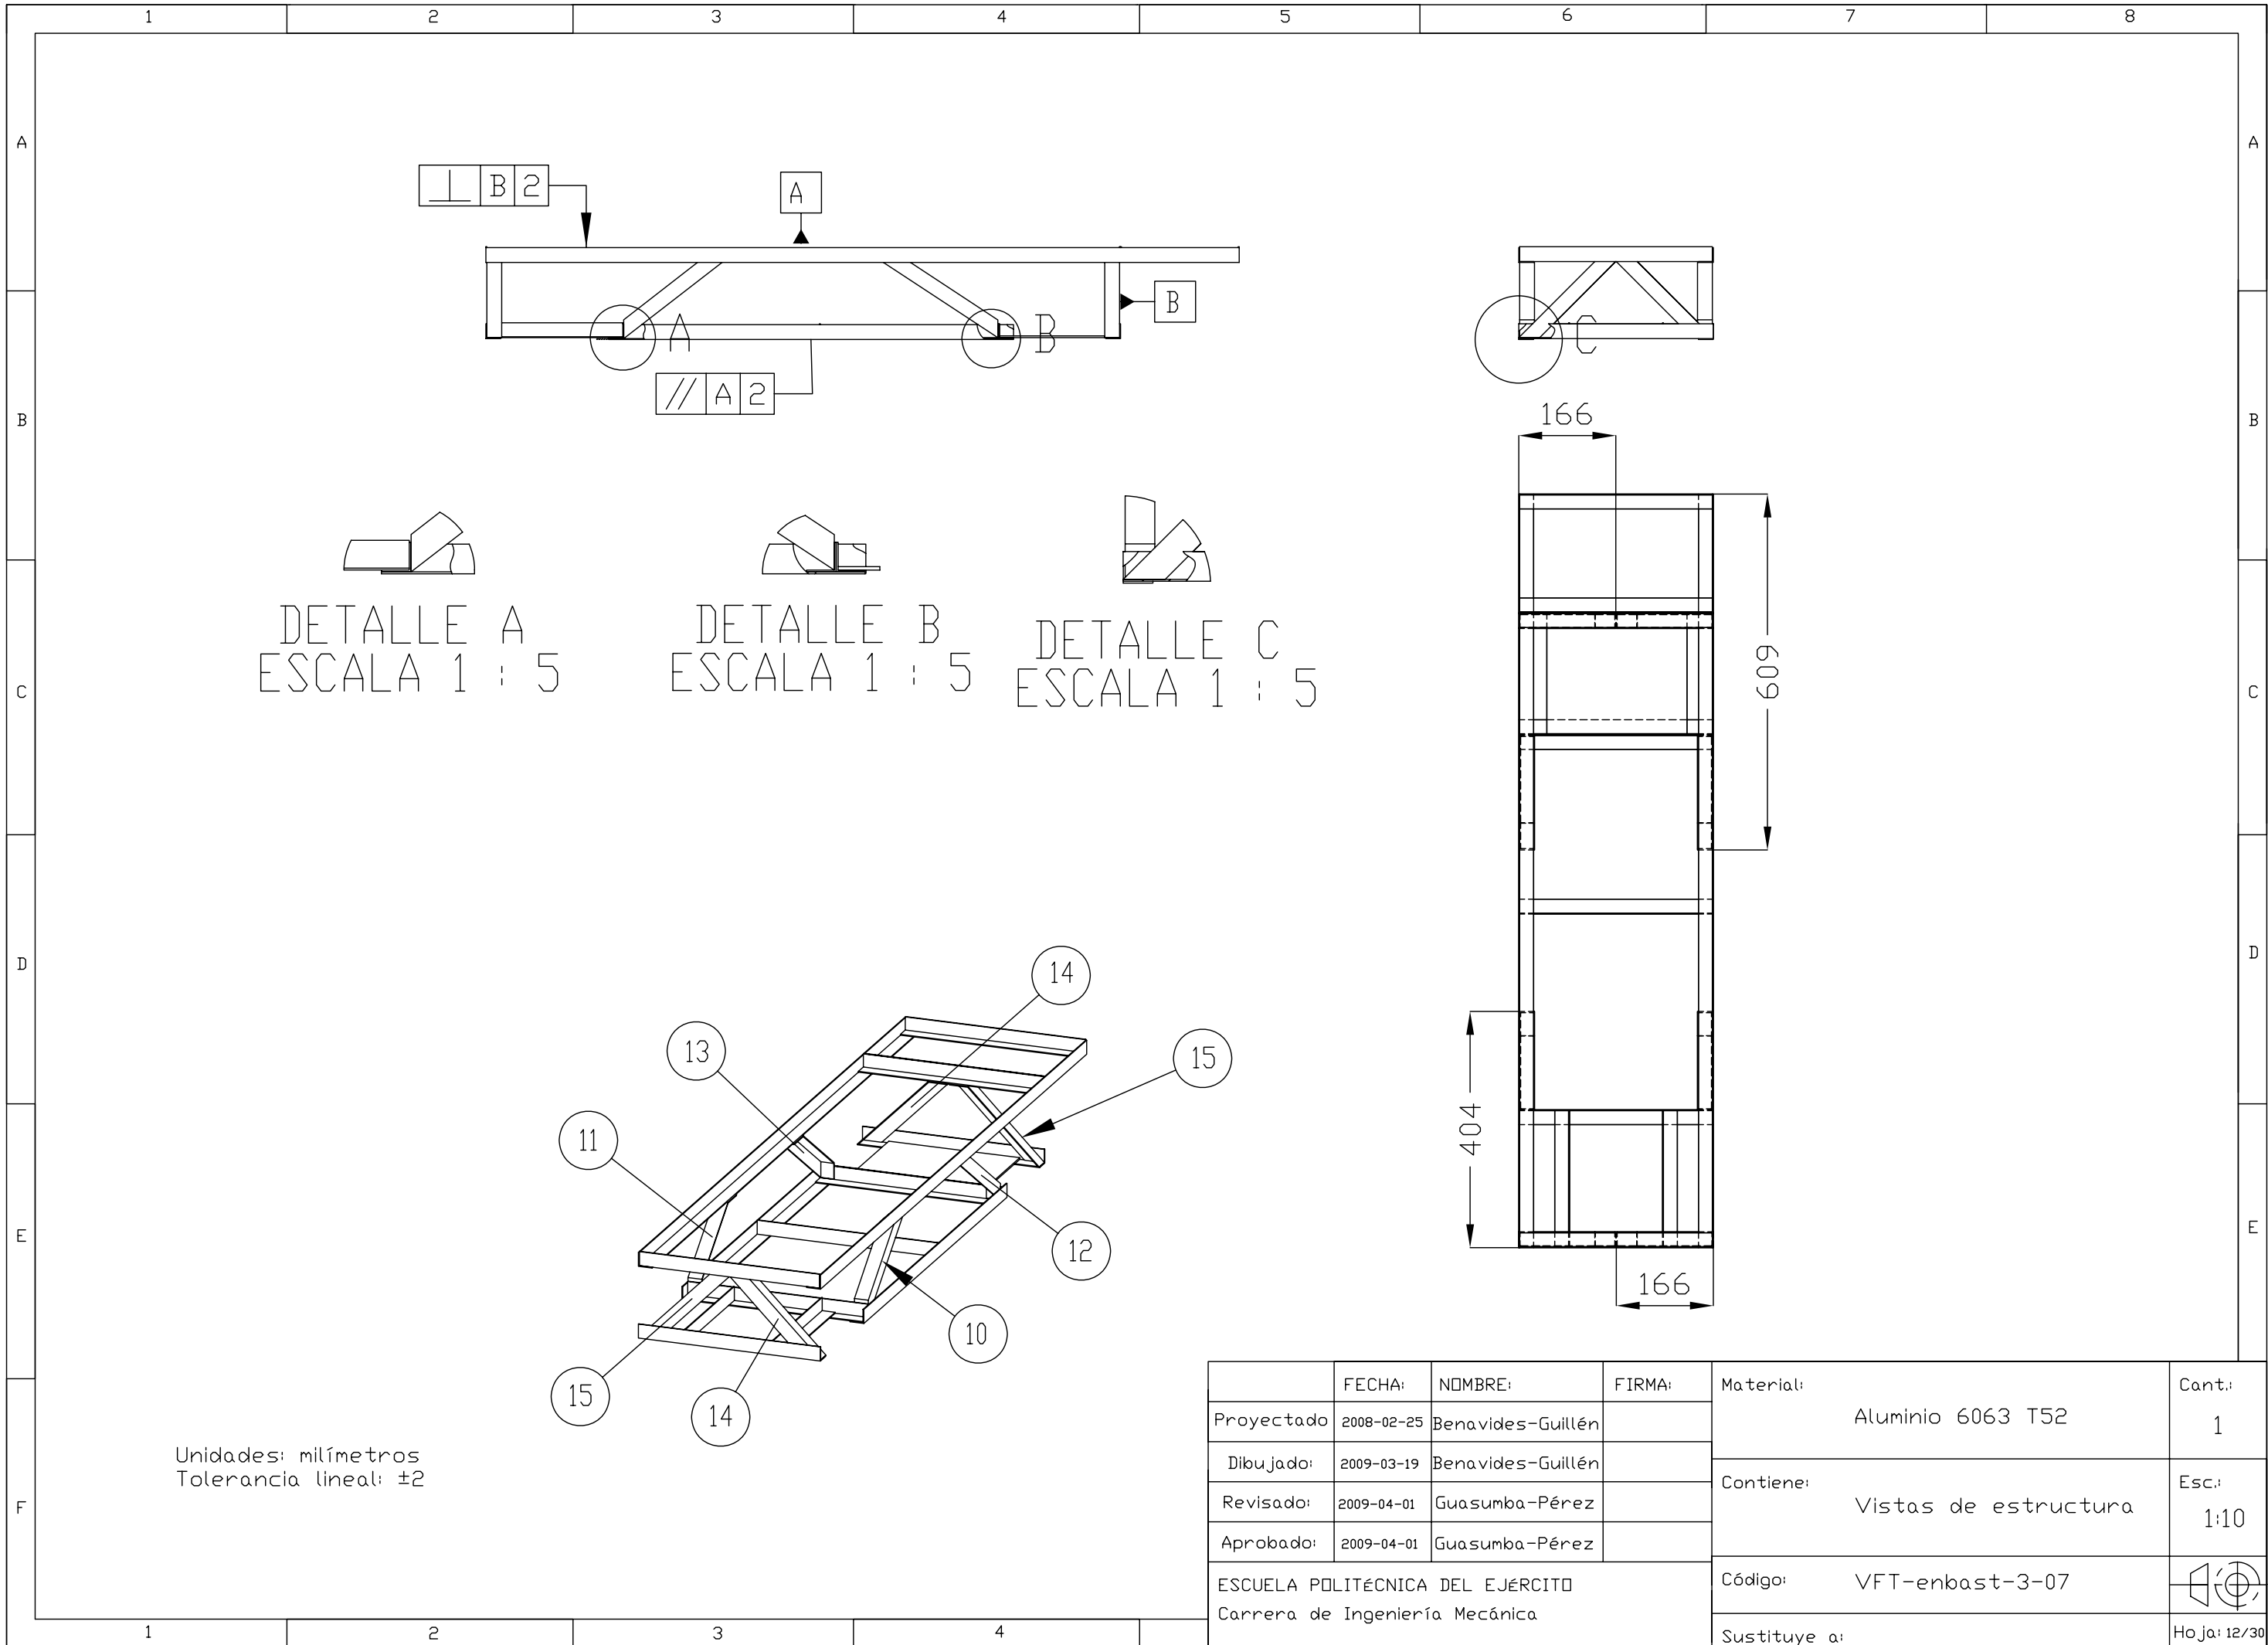 1 2 3 4 5 6 7 8
A A
⊥ B 2
A
B
A
B
C
// A 2
B B
166
DETALLE A
ESCALA 1 : 5
DETALLE B
ESCALA 1 : 5
DETALLE C
ESCALA 1 : 5
609
C C
D D
14
13
15
11
404
E E
12
10
166
15
14
Unidades: milímetros
Tolerancia lineal: ±2
F
FECHA: NOMBRE: FIRMA:
Proyectado 2008-02-25 Benavides-Guillén
Dibujado: 2009-03-19 Benavides-Guillén
Revisado: 2009-04-01 Guasumba-Pérez
Aprobado: 2009-04-01 Guasumba-Pérez
ESCUELA POLITéCNICA DEL EJéRCITO
Carrera de Ingeniería Mecánica
Material:
Aluminio 6063 T52
Cant.:
1
Contiene:
Vistas de estructura
Esc.:
1:10
Código: VFT-enbast-3-07
Sustituye a:
Hoja: 12/30
1 2 3 4